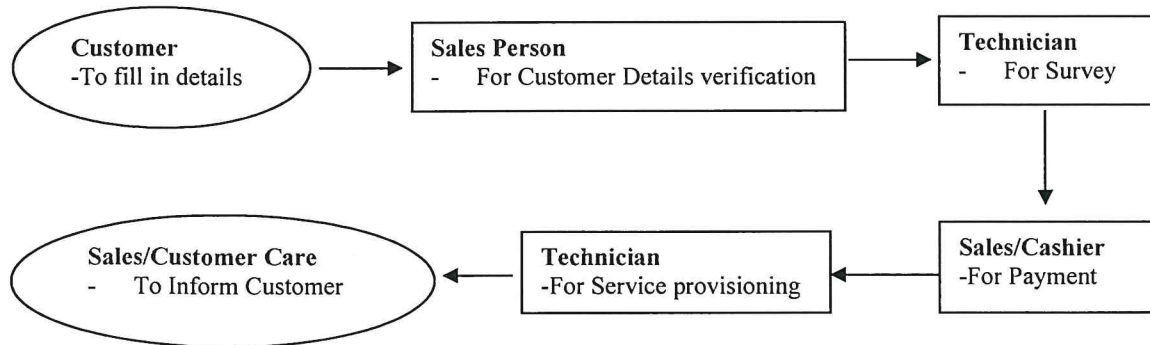 Customer
-To fill in details
Sales Person
- For Customer Details verification
Technician
- For Survey
Sales/Cashier
-For Payment
Technician
-For Service provisioning
Sales/Customer Care
- To Inform Customer